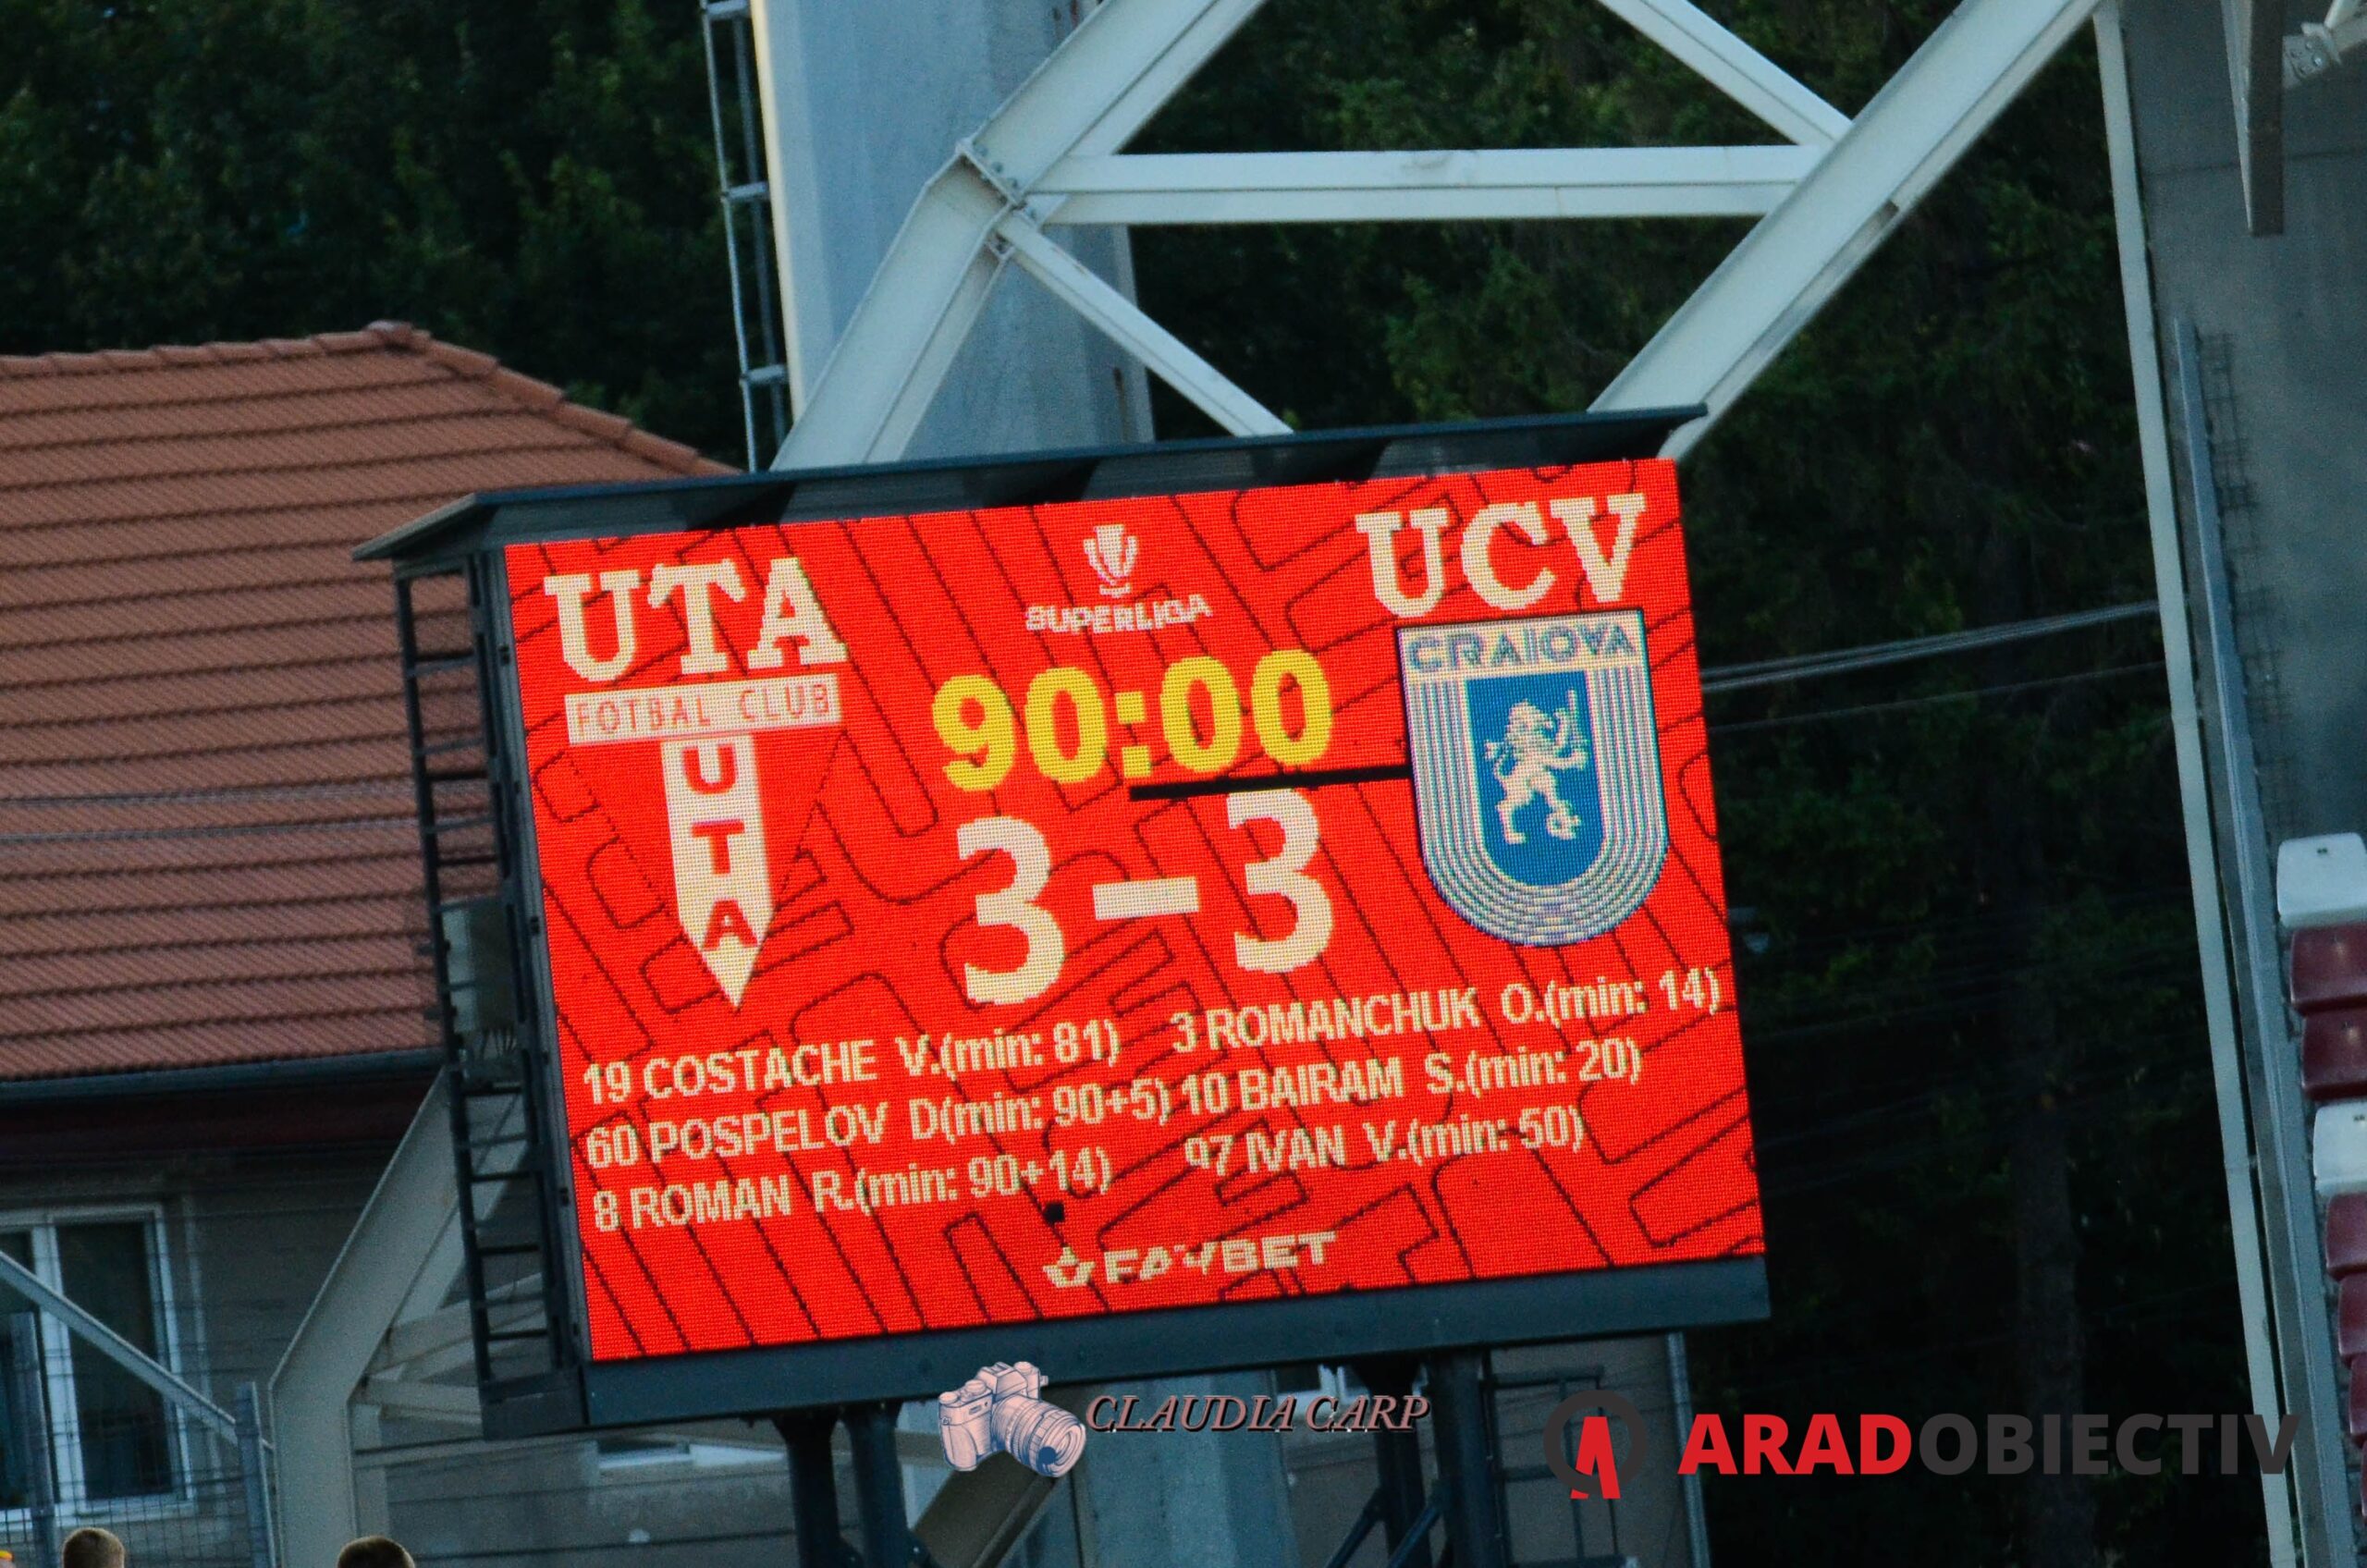 UTA
SUPERLIGA
UCV
FOTBAL CLUB
UTA
CRAIOVA
90:00
3-3
19 COSTACHE V.(min: 81)
60 POSPELOV D(min: 90+5)
8 ROMAN R.(min: 90+14)
3 ROMANCHUK O.(min: 14)
10 BAIRAM S.(min: 20)
97 IVAN V.(min: 50)
FAVBET
CLAUDIA CARP
ARADOBIECTIV